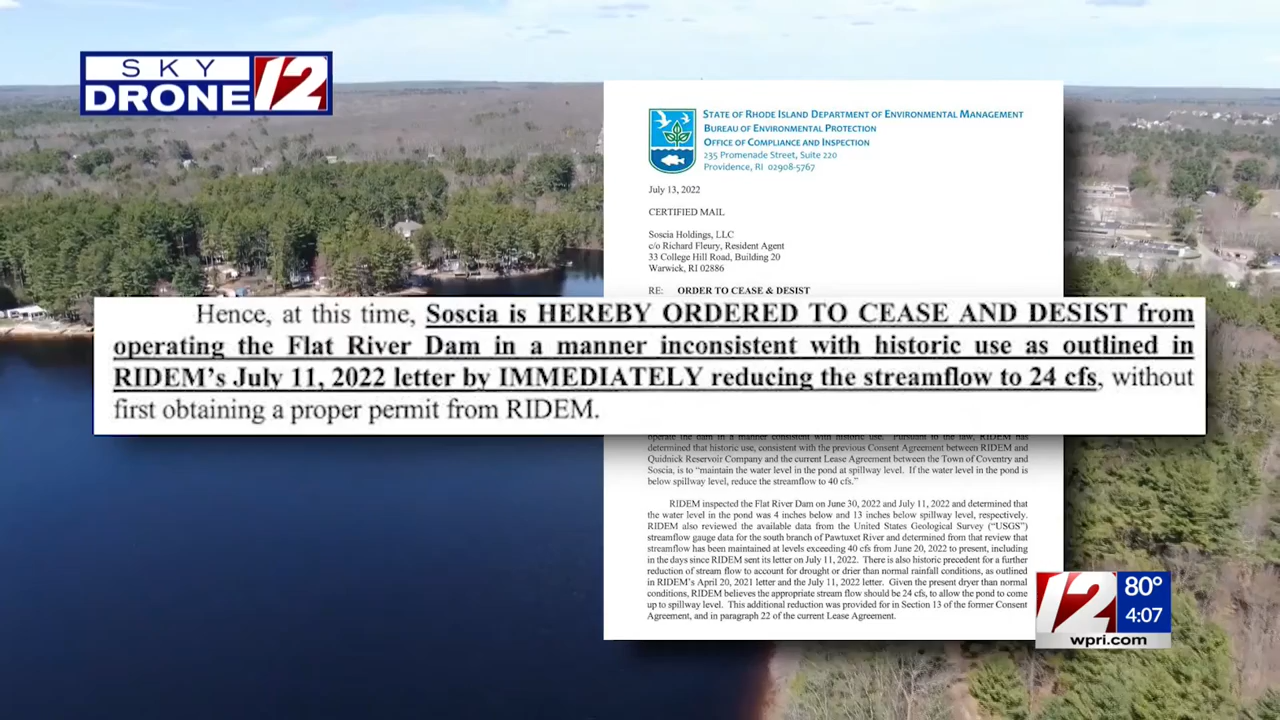 SKY
DRONE 12
STATE OF RHODE ISLAND DEPARTMENT OF ENVIRONMENTAL MANAGEMENT
BUREAU OF ENVIRONMENTAL PROTECTION
OFFICE OF COMPLIANCE AND INSPECTION
235 Promenade Street, Suite 220
Providence, RI 02908-5767
July 13, 2022
CERTIFIED MAIL
Soscia Holdings, LLC
c/o Richard Fleury, Resident Agent
33 College Hill Road, Building 20
Warwick, RI 02886
RE: ORDER TO CEASE & DESIST
Hence, at this time, Soscia is HEREBY ORDERED TO CEASE AND DESIST from
operating the Flat River Dam in a manner inconsistent with historic use as outlined in
RIDEM's July 11, 2022 letter by IMMEDIATELY reducing the streamflow to 24 cfs, without
first obtaining a proper permit from RIDEM.
operate the dam in a manner consistent with historic use. Pursuant to the law, RIDEM has
determined that historic use, consistent with the previous Consent Agreement between RIDEM and
Quidnick Reservoir Company and the current Lease Agreement between the Town of Coventry and
Soscia, is to “maintain the water level in the pond at spillway level. If the water level in the pond is
below spillway level, reduce the streamflow to 40 cfs.”
RIDEM inspected the Flat River Dam on June 30, 2022 and July 11, 2022 and determined that
the water level in the pond was 4 inches below and 13 inches below spillway level, respectively.
RIDEM also reviewed the available data from the United States Geological Survey (“USGS”)
streamflow gauge data for the south branch of Pawtuxet River and determined from that review that
streamflow has been maintained at levels exceeding 40 cfs from June 20, 2022 to present, including
in the days since RIDEM sent its letter on July 11, 2022. There is also historic precedent for a further
reduction of stream flow to account for drought or drier than normal rainfall conditions, as outlined
in RIDEM's April 20, 2021 letter and the July 11, 2022 letter. Given the present dryer than normal
conditions, RIDEM believes the appropriate stream flow should be 24 cfs, to allow the pond to come
up to spillway level. This additional reduction was provided for in Section 13 of the former Consent
Agreement, and in paragraph 22 of the current Lease Agreement.
12
80°
4:07
wpri.com